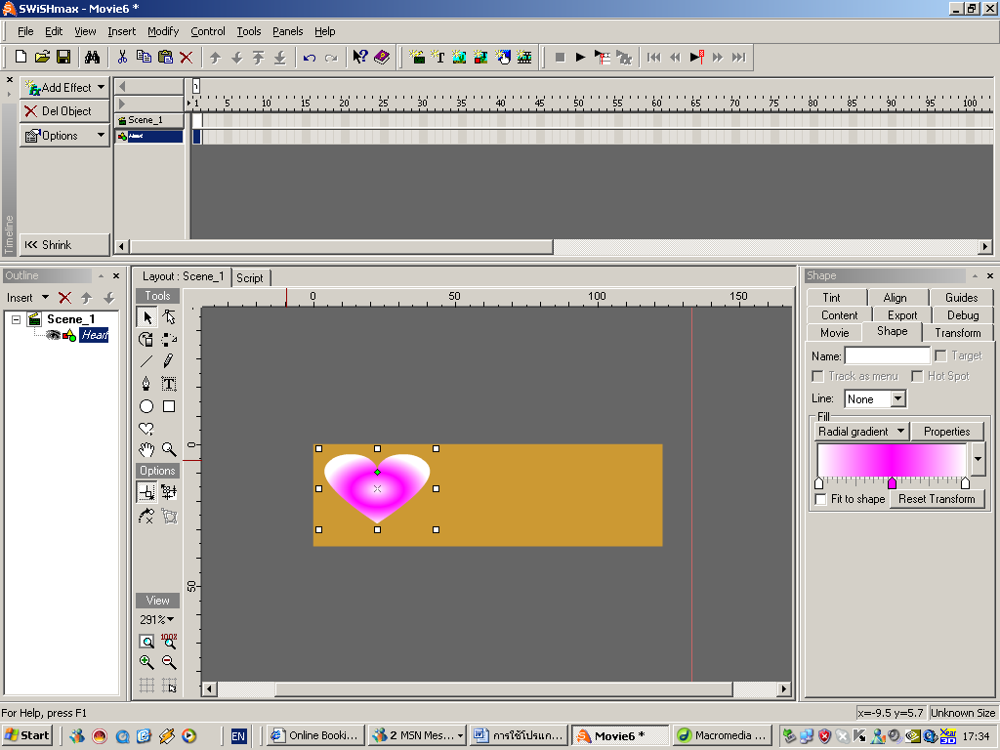 SWiSHmax - Movie6 *
File Edit View Insert Modify Control Tools Panels Help
Add Effect
Del Object
Options
Shrink
Timeline
1 5 10 15 20 25 30 35 40 45 50 55 60 65 70 75 80 85 90 95 100
Scene_1
Heart
Outline
Insert
Scene_1
Heart
Layout : Scene_1 Script
Tools
Options
View
291%
100%
0 50 100 150
0
50
Shape
Tint Align Guides
Content Export Debug
Movie Shape Transform
Name: Target
Track as menu Hot Spot
Line: None
Fill
Radial gradient Properties
Fit to shape Reset Transform
For Help, press F1
x=-9.5 y=5.7 Unknown Size
Start
EN
Online Booki...
2 MSN Mes...
การใช้โปรแก...
Movie6 *
Macromedia ...
17:34